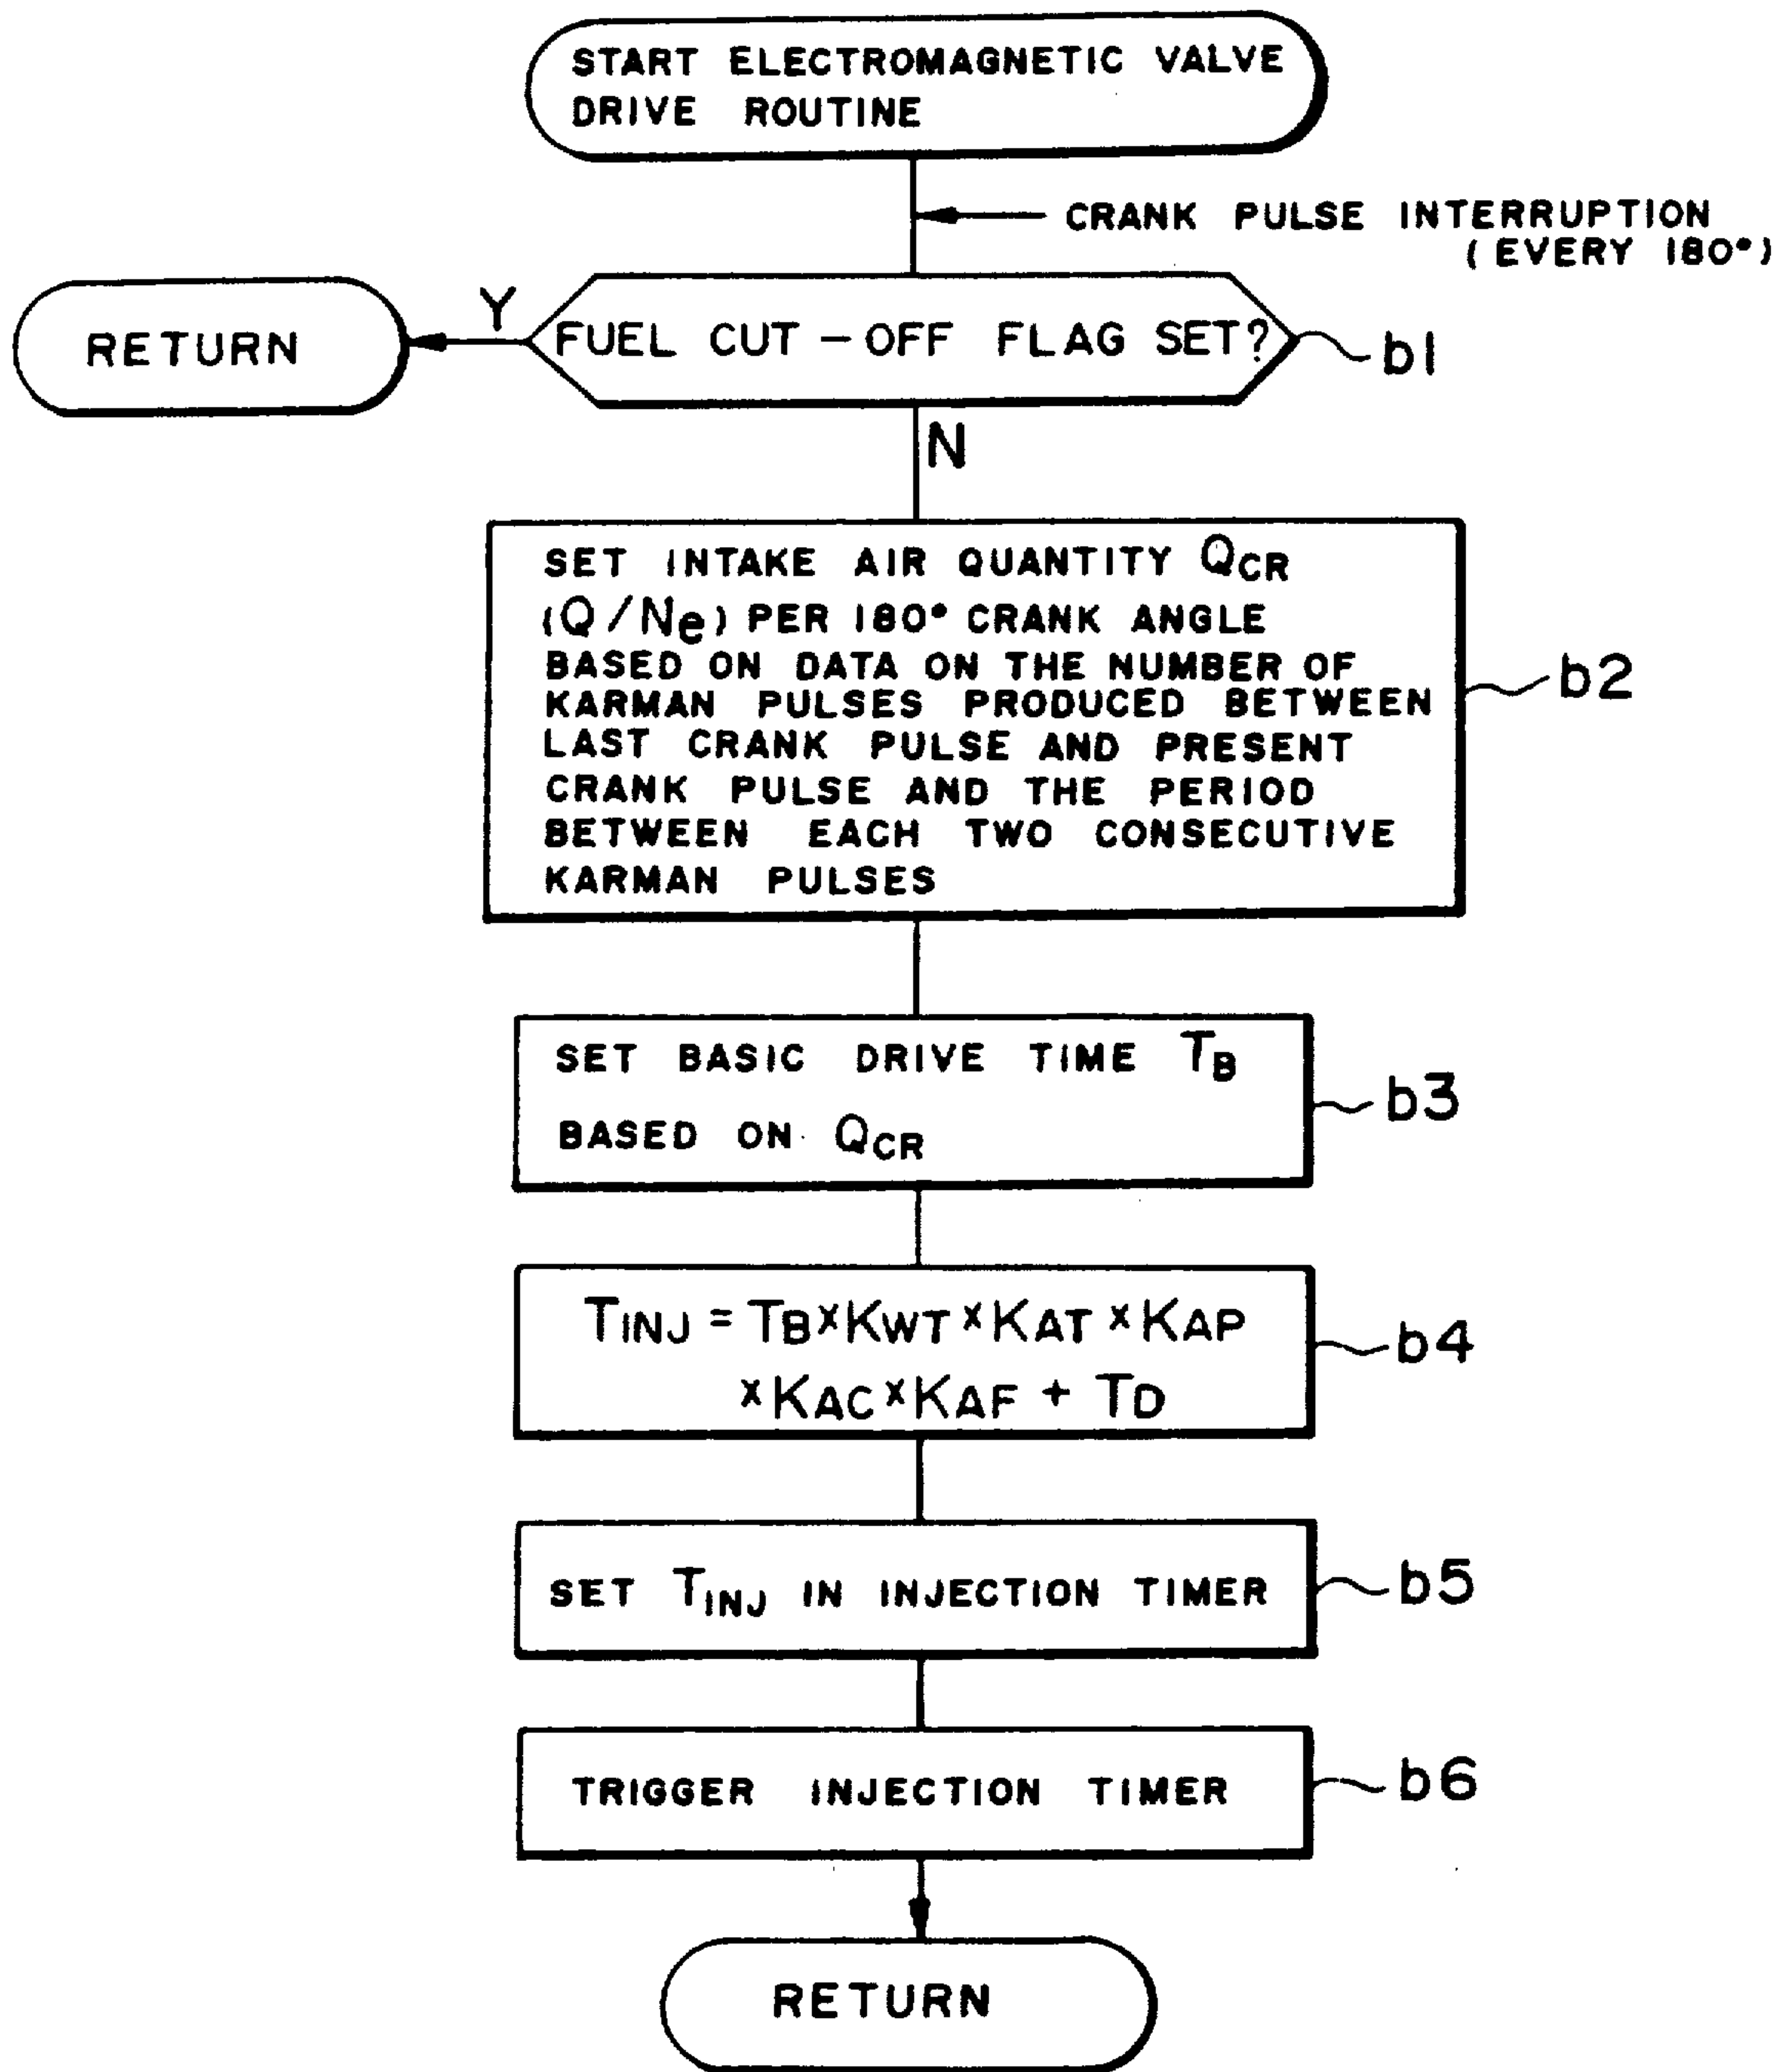 START ELECTROMAGNETIC VALVE
DRIVE ROUTINE
CRANK PULSE INTERRUPTION
(EVERY 180°)
RETURN
Y
FUEL CUT-OFF FLAG SET?
b1
N
SET INTAKE AIR QUANTITY QCR
(Q/Ne) PER 180° CRANK ANGLE
BASED ON DATA ON THE NUMBER OF
KARMAN PULSES PRODUCED BETWEEN
LAST CRANK PULSE AND PRESENT
CRANK PULSE AND THE PERIOD
BETWEEN EACH TWO CONSECUTIVE
KARMAN PULSES
b2
SET BASIC DRIVE TIME TB
BASED ON QCR
b3
TINJ = TB×KWT×KAT×KAP
×KAC×KAF + TD
b4
SET TINJ IN INJECTION TIMER
b5
TRIGGER INJECTION TIMER
b6
RETURN